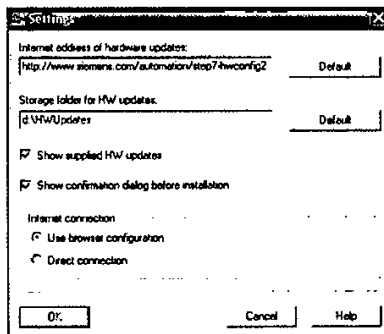 Settings
Internet address of hardware updates:
http://www.siemens.com/automation/step7-hwconfig2
Default
Storage folder for HW updates:
d:\HWUpdates
Default
Show supplied HW updates
Show confirmation dialog before installation
Internet connection
Use browser configuration
Direct connection
OK
Cancel
Help